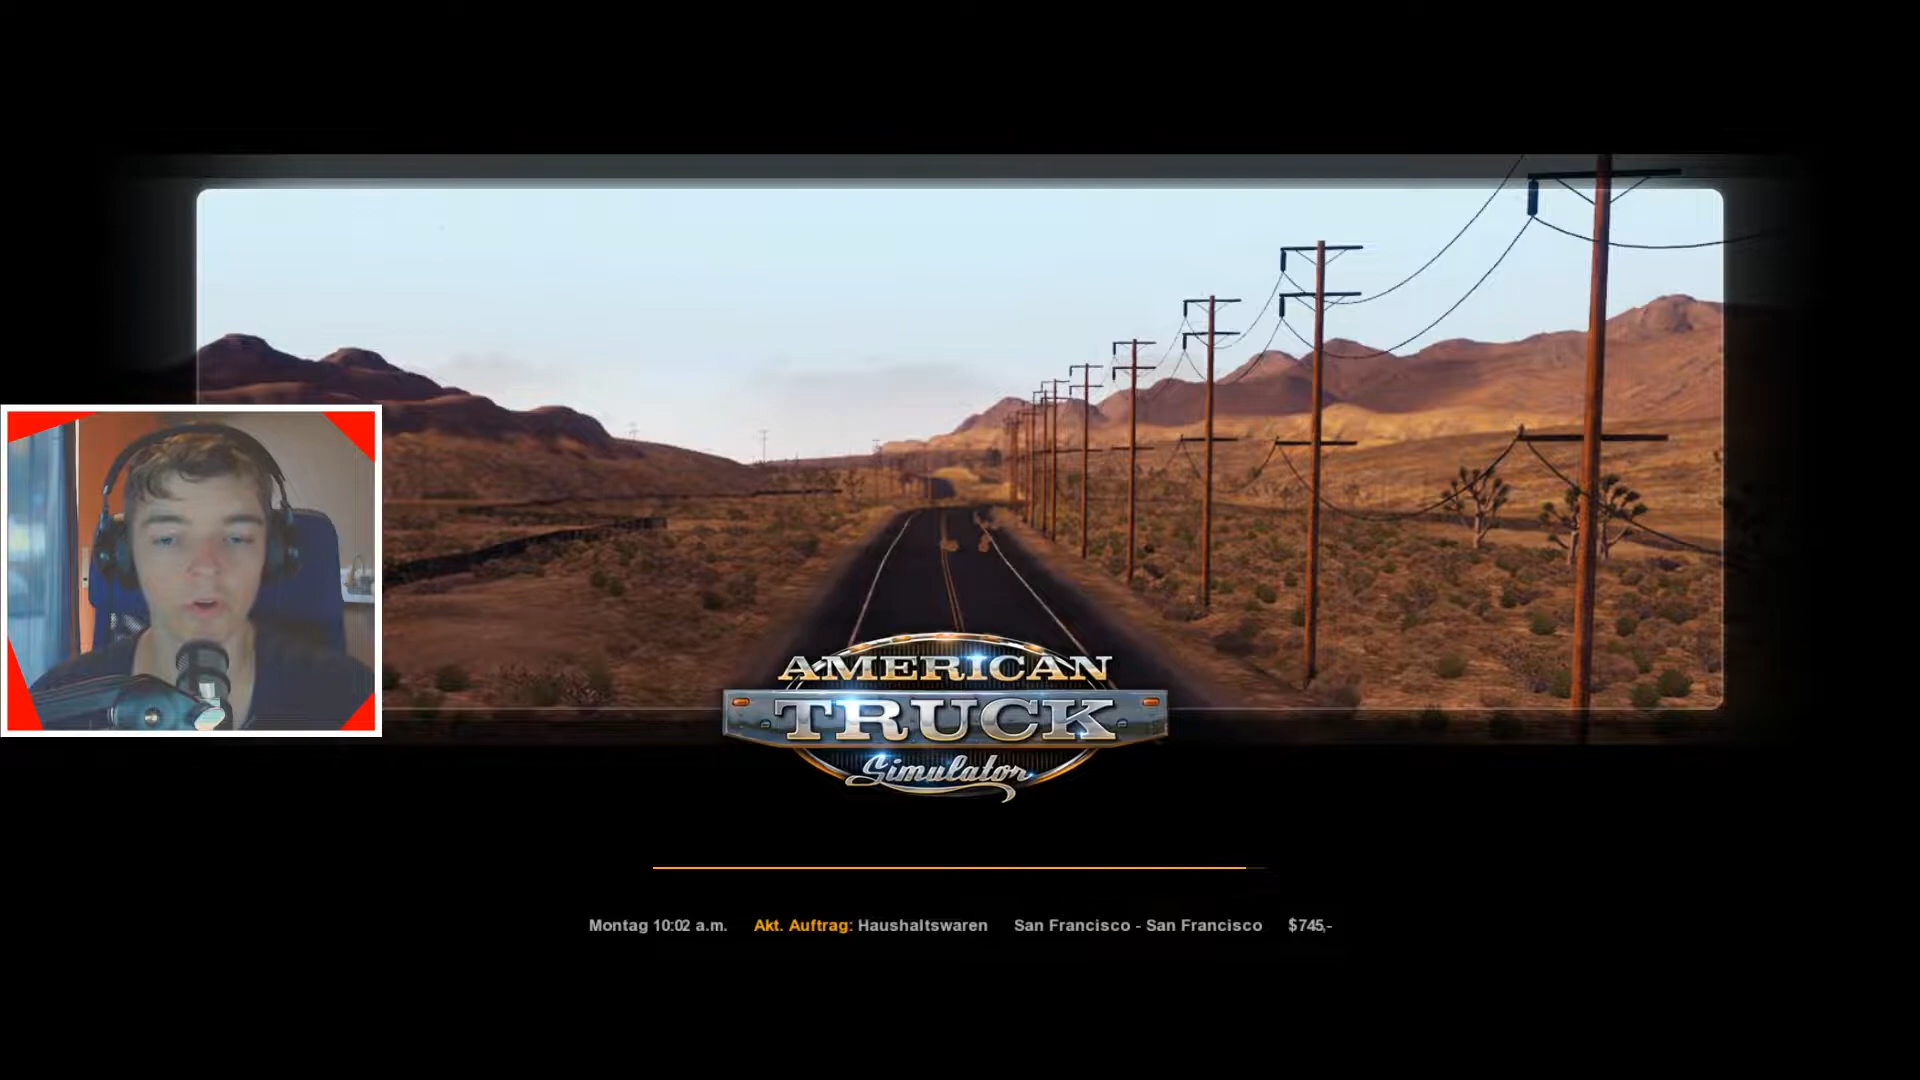 AMERICAN
TRUCK
Simulator
Montag 10:02 a.m. Akt. Auftrag: Haushaltswaren San Francisco - San Francisco $745,-